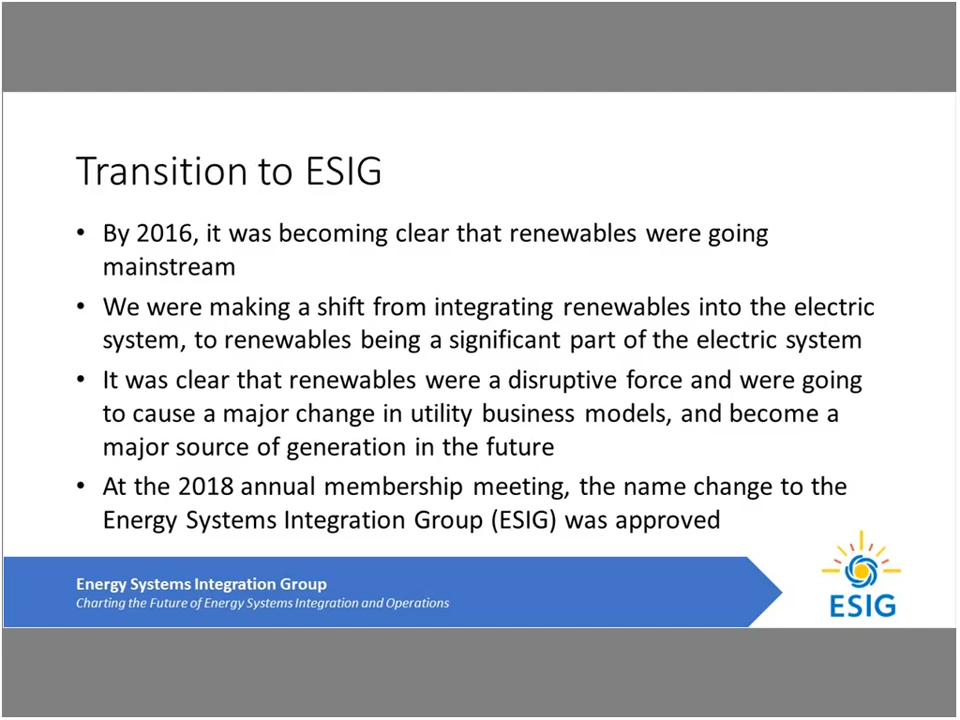 Transition to ESIG
• By 2016, it was becoming clear that renewables were going
mainstream
• We were making a shift from integrating renewables into the electric
system, to renewables being a significant part of the electric system
• It was clear that renewables were a disruptive force and were going
to cause a major change in utility business models, and become a
major source of generation in the future
• At the 2018 annual membership meeting, the name change to the
Energy Systems Integration Group (ESIG) was approved
Energy Systems Integration Group
Charting the Future of Energy Systems Integration and Operations
ESIG